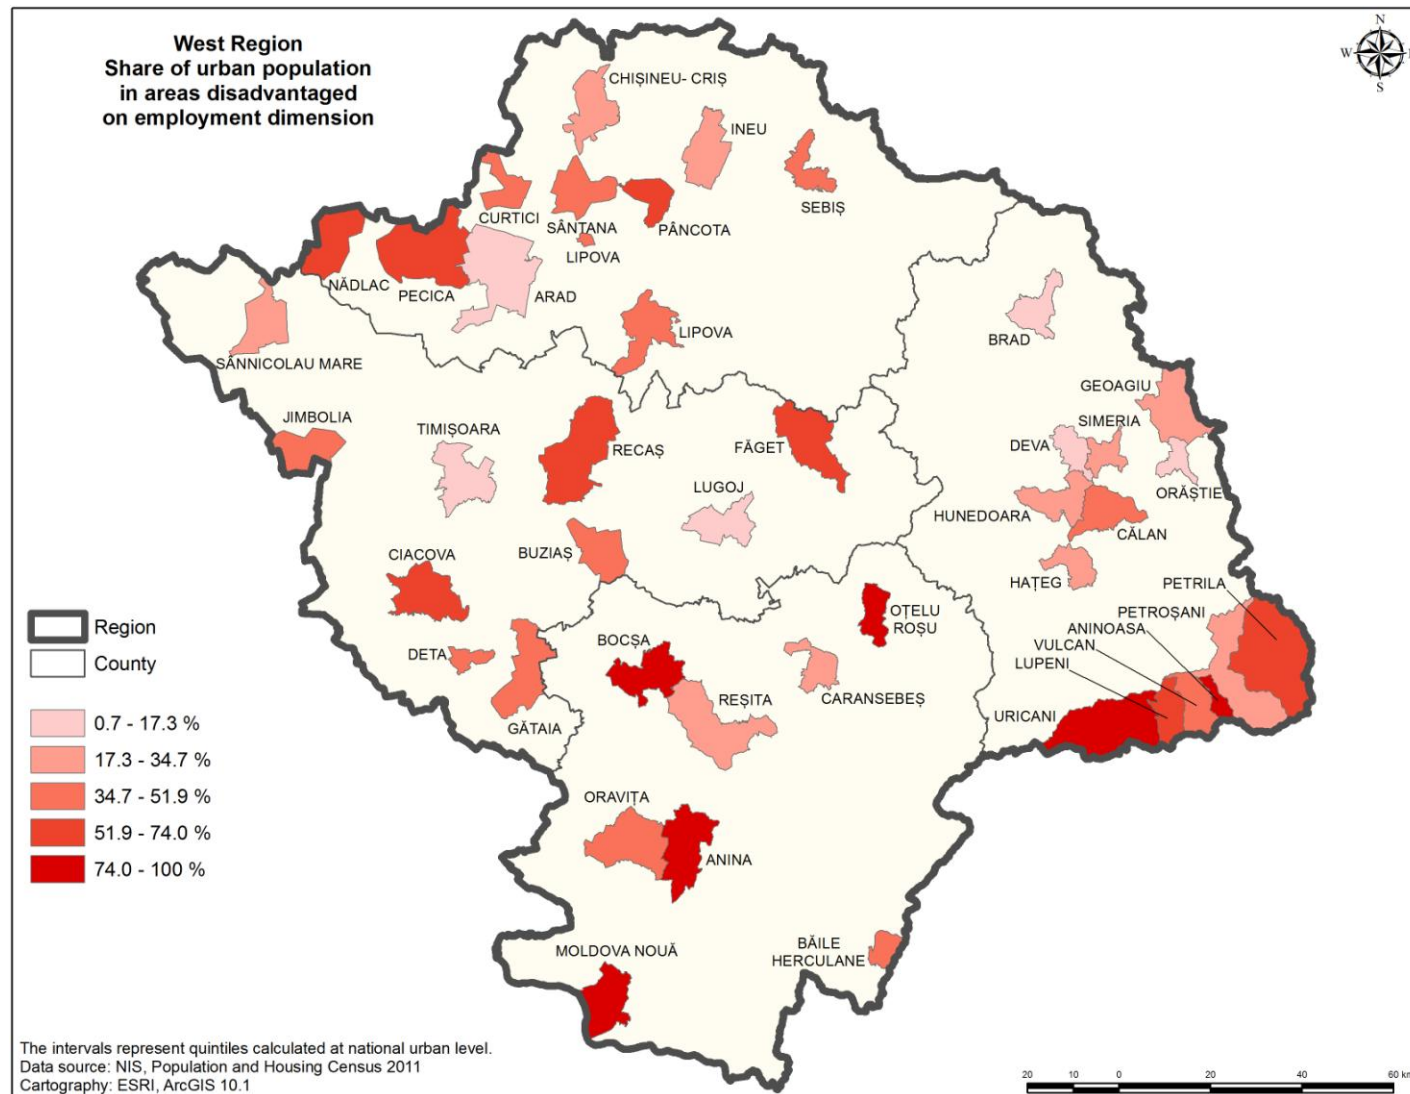 West Region
Share of urban population
in areas disadvantaged
on employment dimension
N
W
S
CHIȘINEU- CRIȘ
INEU
SEBIȘ
CURTICI
SÂNTANA
PÂNCOTA
LIPOVA
NĂDLAC
PECICA
ARAD
LIPOVA
BRAD
SÂNNICOLAU MARE
GEOAGIU
JIMBOLIA
TIMIȘOARA
SIMERIA
DEVA
RECAȘ
FĂGET
LUGOJ
ORĂȘTIE
HUNEDOARA
CĂLAN
CIACOVA
BUZIAȘ
HAȚEG
PETRILA
PETROȘANI
OȚELU
ROȘU
ANINOASA
VULCAN
LUPENI
BOCȘA
DETA
REȘITA
CARANSEBEȘ
URICANI
GĂTAIA
ORAVIȚA
ANINA
MOLDOVA NOUĂ
BĂILE
HERCULANE
Region
County
0.7 - 17.3 %
17.3 - 34.7 %
34.7 - 51.9 %
51.9 - 74.0 %
74.0 - 100 %
The intervals represent quintiles calculated at national urban level.
Data source: NIS, Population and Housing Census 2011
Cartography: ESRI, ArcGIS 10.1
20 10 0 20 40 60 km